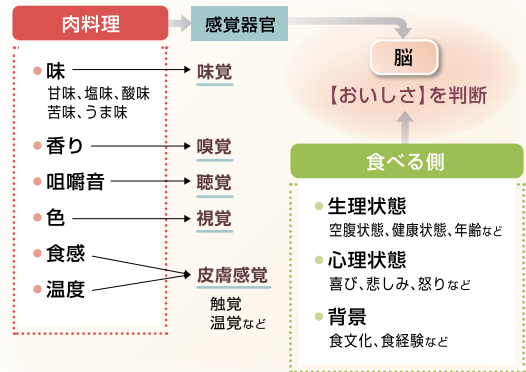 肉料理
感覚器官
脳
【おいしさ】を判断
味
甘味、塩味、酸味
苦味、うま味
味覚
香り
嗅覚
咀嚼音
聴覚
色
視覚
食感
温度
皮膚感覚
触覚
温覚など
食べる側
生理状態
空腹状態、健康状態、年齢など
心理状態
喜び、悲しみ、怒りなど
背景
食文化、食経験など